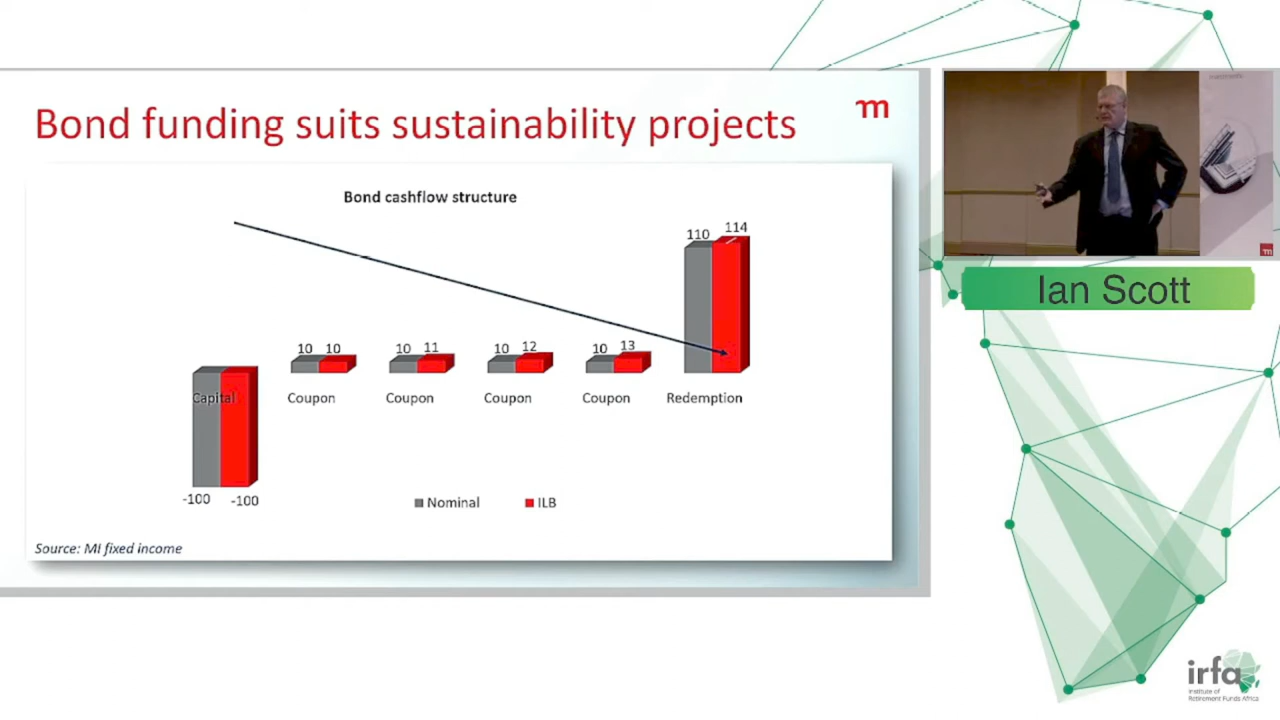 Bond funding suits sustainability projects
m
Bond cashflow structure
110 114
10 10 10 11 10 12 10 13
Capital Coupon Coupon Coupon Coupon Redemption
-100 -100
Nominal ILB
Source: MI fixed income
m
Ian Scott
irfa
Institute of
Retirement Funds Africa